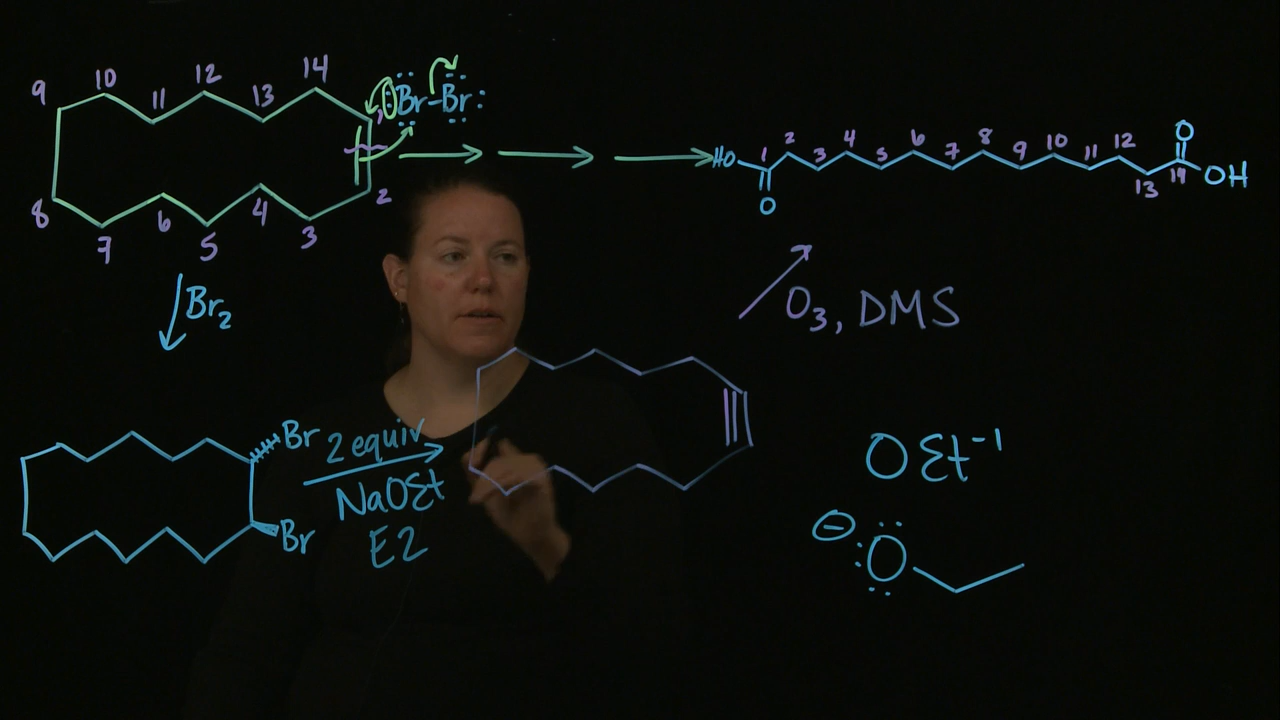 9 10 11 12 13 14 1 :Br-Br:
8 7 6 5 4 3 2
HO 1 2 3 4 5 6 7 8 9 10 11 12 13 14 O OH
O
Br2
O3, DMS
Br
Br
2 equiv
NaOEt
E2
OEt-1
⊖ :O